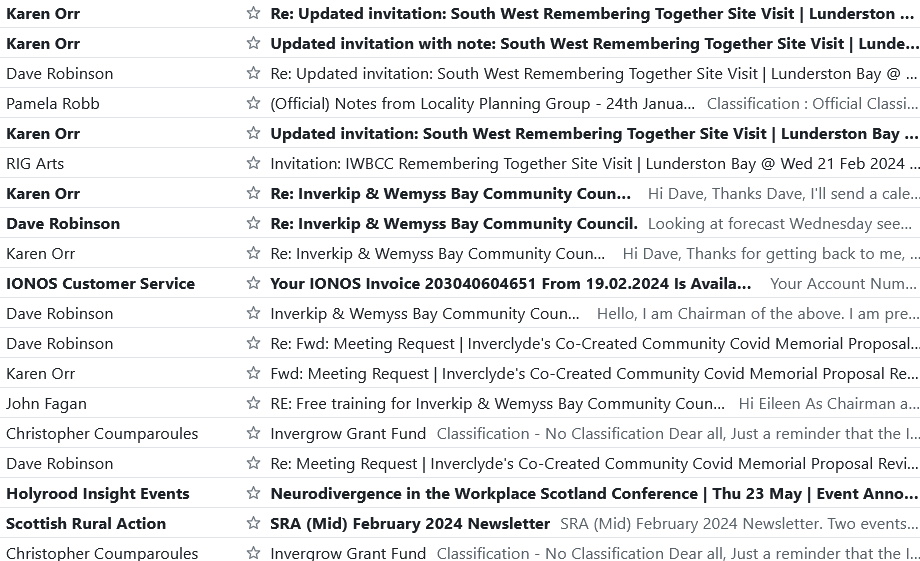 Karen Orr Re: Updated invitation: South West Remembering Together Site Visit | Lunderston ...
Karen Orr Updated invitation with note: South West Remembering Together Site Visit | Lunde...
Dave Robinson Re: Updated invitation: South West Remembering Together Site Visit | Lunderston Bay @ ...
Pamela Robb (Official) Notes from Locality Planning Group - 24th Janua... Classification : Official Classi...
Karen Orr Updated invitation: South West Remembering Together Site Visit | Lunderston Bay ...
RIG Arts Invitation: IWBCC Remembering Together Site Visit | Lunderston Bay @ Wed 21 Feb 2024 ...
Karen Orr Re: Inverkip & Wemyss Bay Community Coun... Hi Dave, Thanks Dave, I'll send a cale...
Dave Robinson Re: Inverkip & Wemyss Bay Community Council. Looking at forecast Wednesday see...
Karen Orr Re: Inverkip & Wemyss Bay Community Coun... Hi Dave, Thanks for getting back to me, ...
IONOS Customer Service Your IONOS Invoice 203040604651 From 19.02.2024 Is Availa... Your Account Num...
Dave Robinson Inverkip & Wemyss Bay Community Coun... Hello, I am Chairman of the above. I am pre...
Dave Robinson Re: Fwd: Meeting Request | Inverclyde's Co-Created Community Covid Memorial Proposal...
Karen Orr Fwd: Meeting Request | Inverclyde's Co-Created Community Covid Memorial Proposal Re...
John Fagan RE: Free training for Inverkip & Wemyss Bay Community Coun... Hi Eileen As Chairman a...
Christopher Coumparoules Invergrow Grant Fund Classification - No Classification Dear all, Just a reminder that the I...
Dave Robinson Re: Meeting Request | Inverclyde's Co-Created Community Covid Memorial Proposal Revi...
Holyrood Insight Events Neurodivergence in the Workplace Scotland Conference | Thu 23 May | Event Anno...
Scottish Rural Action SRA (Mid) February 2024 Newsletter SRA (Mid) February 2024 Newsletter. Two events...
Christopher Coumparoules Invergrow Grant Fund Classification - No Classification Dear all, Just a reminder that the I...